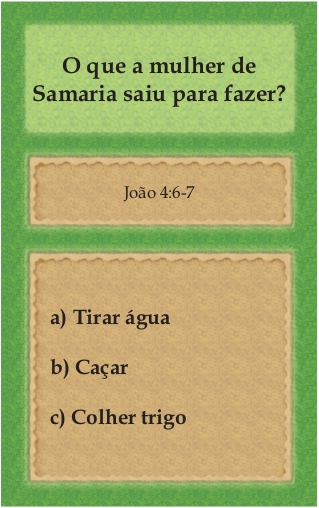 O que a mulher de
Samaria saiu para fazer?
João 4:6-7
a) Tirar água
b) Caçar
c) Colher trigo